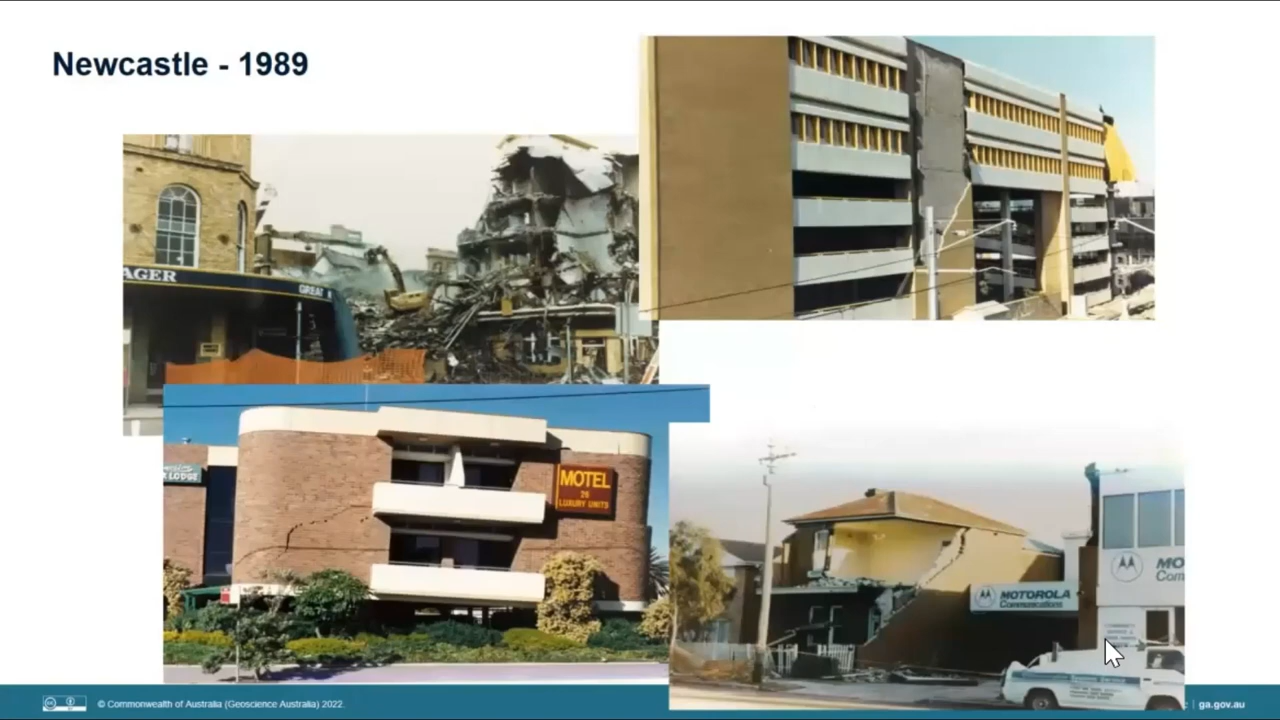 Newcastle - 1989
AGER
GREAT N
LODGE
MOTEL
LUXURY UNITS
MOTOROLA
Communications
MO
Com
© Commonwealth of Australia (Geoscience Australia) 2022.
| ga.gov.au